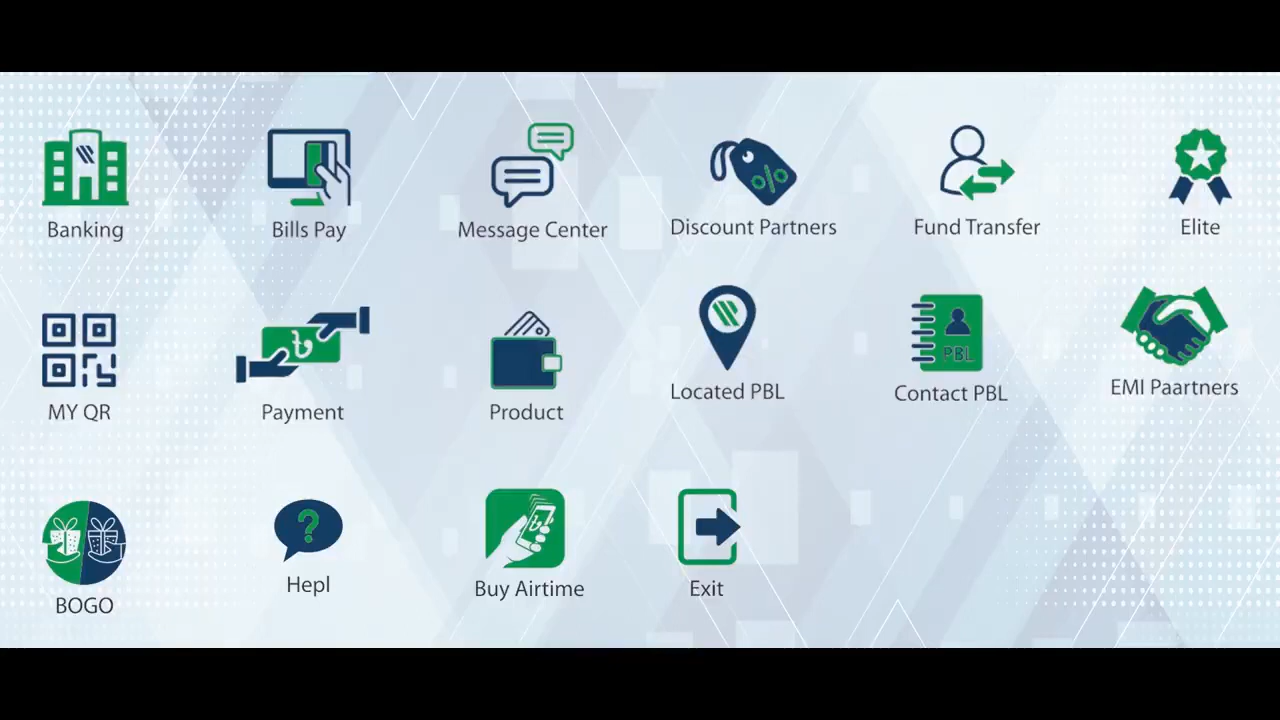 Banking
Bills Pay
Message Center
%
Discount Partners
Fund Transfer
Elite
MY QR
৳
Payment
Product
Located PBL
PBL
Contact PBL
EMI Paartners
BOGO
?
Hepl
৳
Buy Airtime
Exit